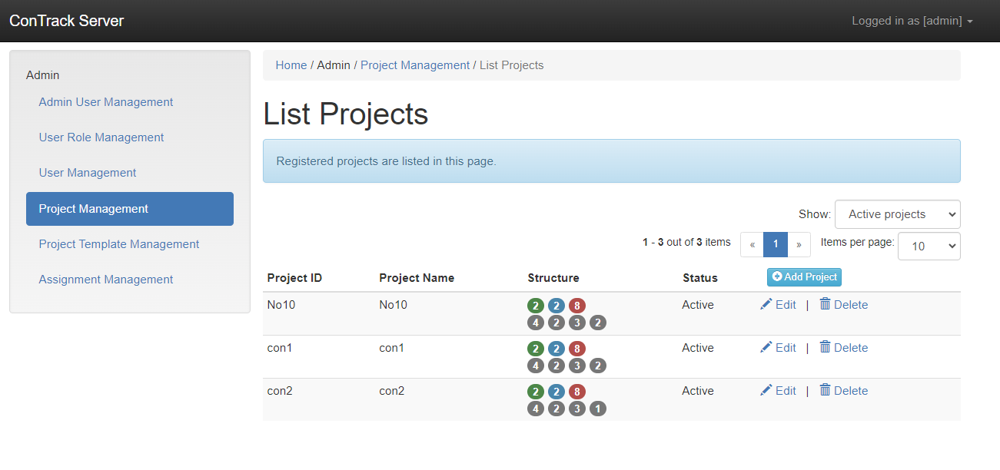 ConTrack Server
Logged in as [admin]
Admin
Admin User Management
User Role Management
User Management
Project Management
Project Template Management
Assignment Management
Home / Admin / Project Management / List Projects
List Projects
Registered projects are listed in this page.
Show: Active projects
1 - 3 out of 3 items « 1 » Items per page: 10
Project ID Project Name Structure Status Add Project
No10 No10 2 2 8 Active Edit | Delete
4 2 3 2
con1 con1 2 2 8 Active Edit | Delete
4 2 3 2
con2 con2 2 2 8 Active Edit | Delete
4 2 3 1